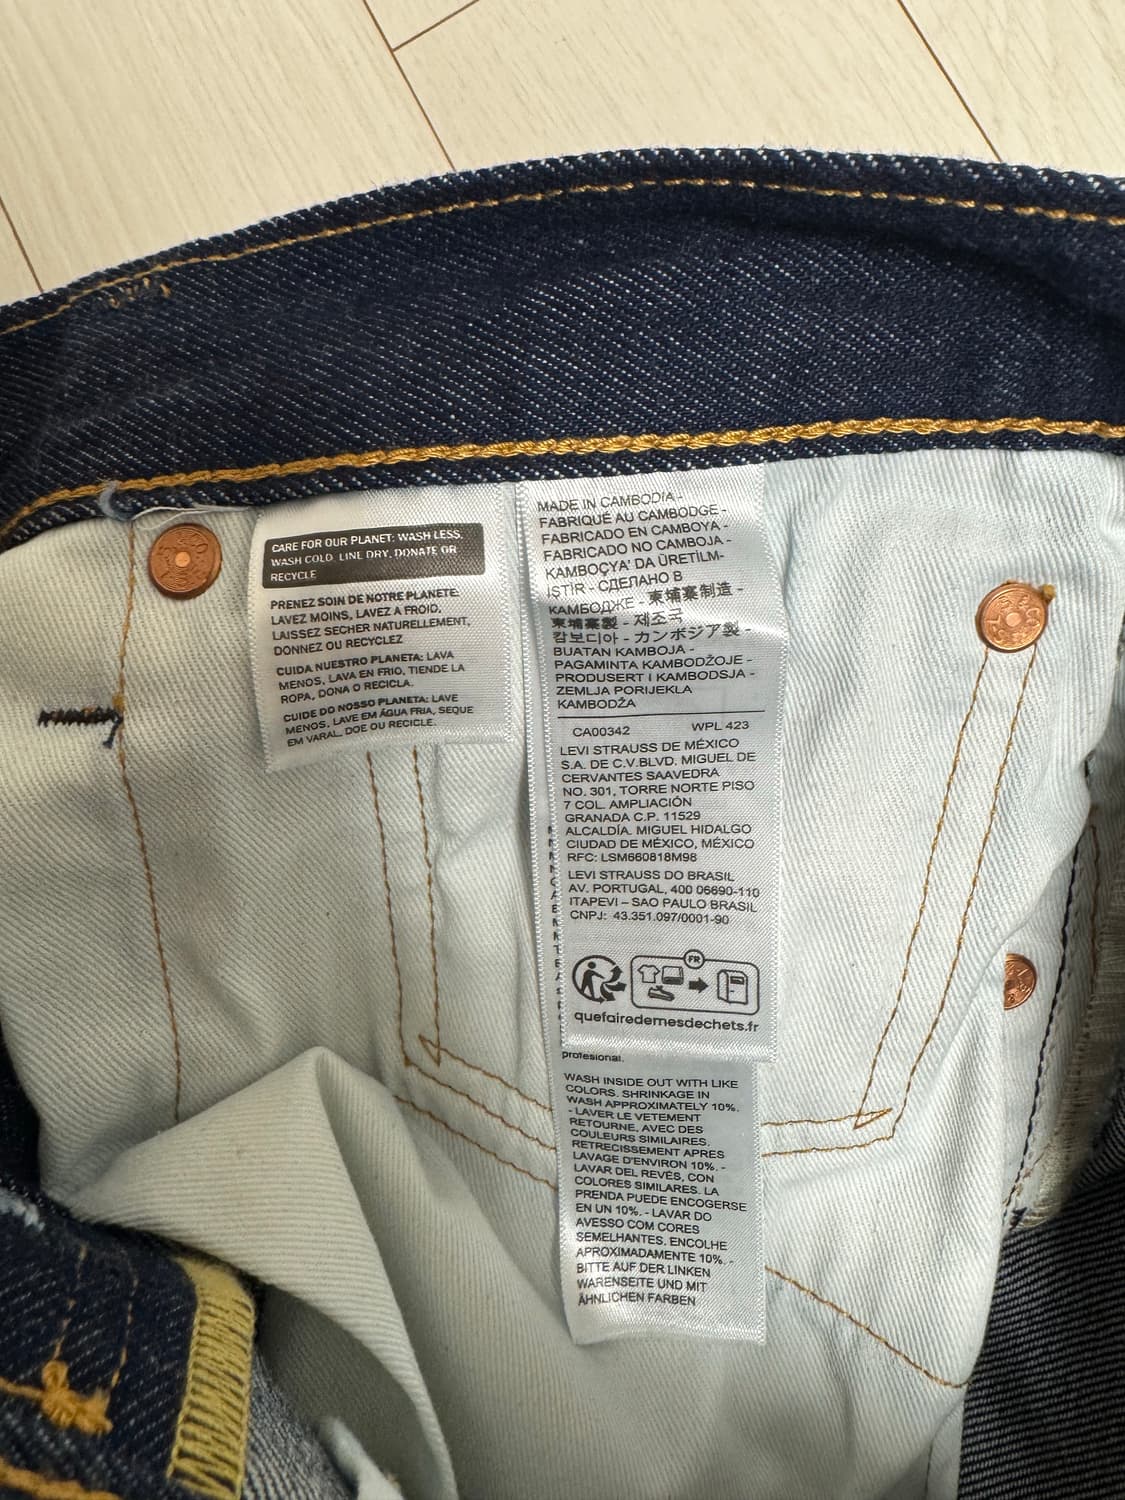 CARE FOR OUR PLANET: WASH LESS,
WASH COLD, LINE DRY, DONATE OR
RECYCLE
PRENEZ SOIN DE NOTRE PLANETE:
LAVEZ MOINS, LAVEZ A FROID,
LAISSEZ SECHER NATURELLEMENT,
DONNEZ OU RECYCLEZ
CUIDA NUESTRO PLANETA: LAVA
MENOS, LAVA EN FRIO, TIENDE LA
ROPA, DONA O RECICLA.
CUIDE DO NOSSO PLANETA: LAVE
MENOS, LAVE EM ÁGUA FRIA, SEQUE
EM VARAL, DOE OU RECICLE.
MADE IN CAMBODIA -
FABRIQUÉ AU CAMBODGE -
FABRICADO EN CAMBOYA -
FABRICADO NO CAMBOJA -
KAMBOÇYA' DA ÜRETİLM-
İŞTİR - СДЕЛАНО В
КАМБОДЖЕ - 柬埔寨制造 -
柬埔寨製 - 제조국
캄보디아 - カンボジア製 -
BUATAN KAMBOJA -
PAGAMINTA KAMBODŽOJE -
PRODUSERT I KAMBODSJA -
ZEMLJA PORIJEKLA
KAMBODŽA
CA00342 WPL 423
LEVI STRAUSS DE MÉXICO
S.A. DE C.V.BLVD. MIGUEL DE
CERVANTES SAAVEDRA
NO. 301, TORRE NORTE PISO
7 COL. AMPLIACIÓN
GRANADA C.P. 11529
ALCALDÍA. MIGUEL HIDALGO
CIUDAD DE MÉXICO, MÉXICO
RFC: LSM660818M98
LEVI STRAUSS DO BRASIL
AV. PORTUGAL, 400 06690-110
ITAPEVI – SAO PAULO BRASIL
CNPJ: 43.351.097/0001-90
FR
quefairedemesdechets.fr
profesional.
WASH INSIDE OUT WITH LIKE
COLORS. SHRINKAGE IN
WASH APPROXIMATELY 10%.
- LAVER LE VETEMENT
RETOURNE, AVEC DES
COULEURS SIMILAIRES.
RETRECISSEMENT APRES
LAVAGE D'ENVIRON 10%. -
LAVAR DEL REVÉS, CON
COLORES SIMILARES. LA
PRENDA PUEDE ENCOGERSE
EN UN 10%. - LAVAR DO
AVESSO COM CORES
SEMELHANTES. ENCOLHE
APROXIMADAMENTE 10%. -
BITTE AUF DER LINKEN
WARENSEITE UND MIT
ÄHNLICHEN FARBEN